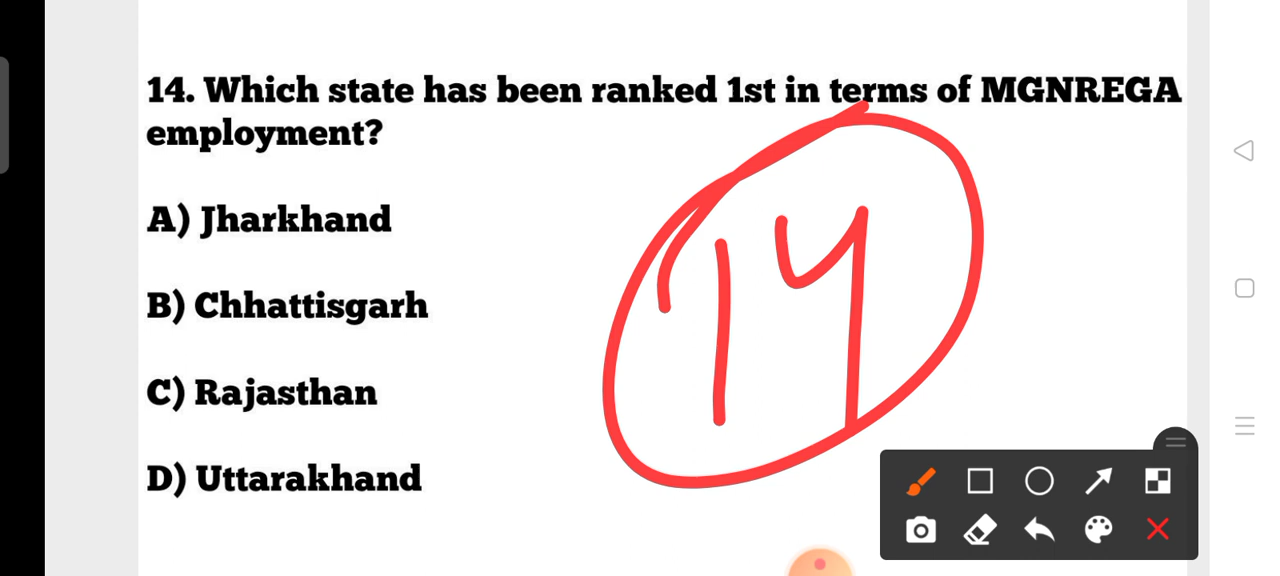 14. Which state has been ranked 1st in terms of MGNREGA
employment?
A) Jharkhand
B) Chhattisgarh
C) Rajasthan
D) Uttarakhand
14